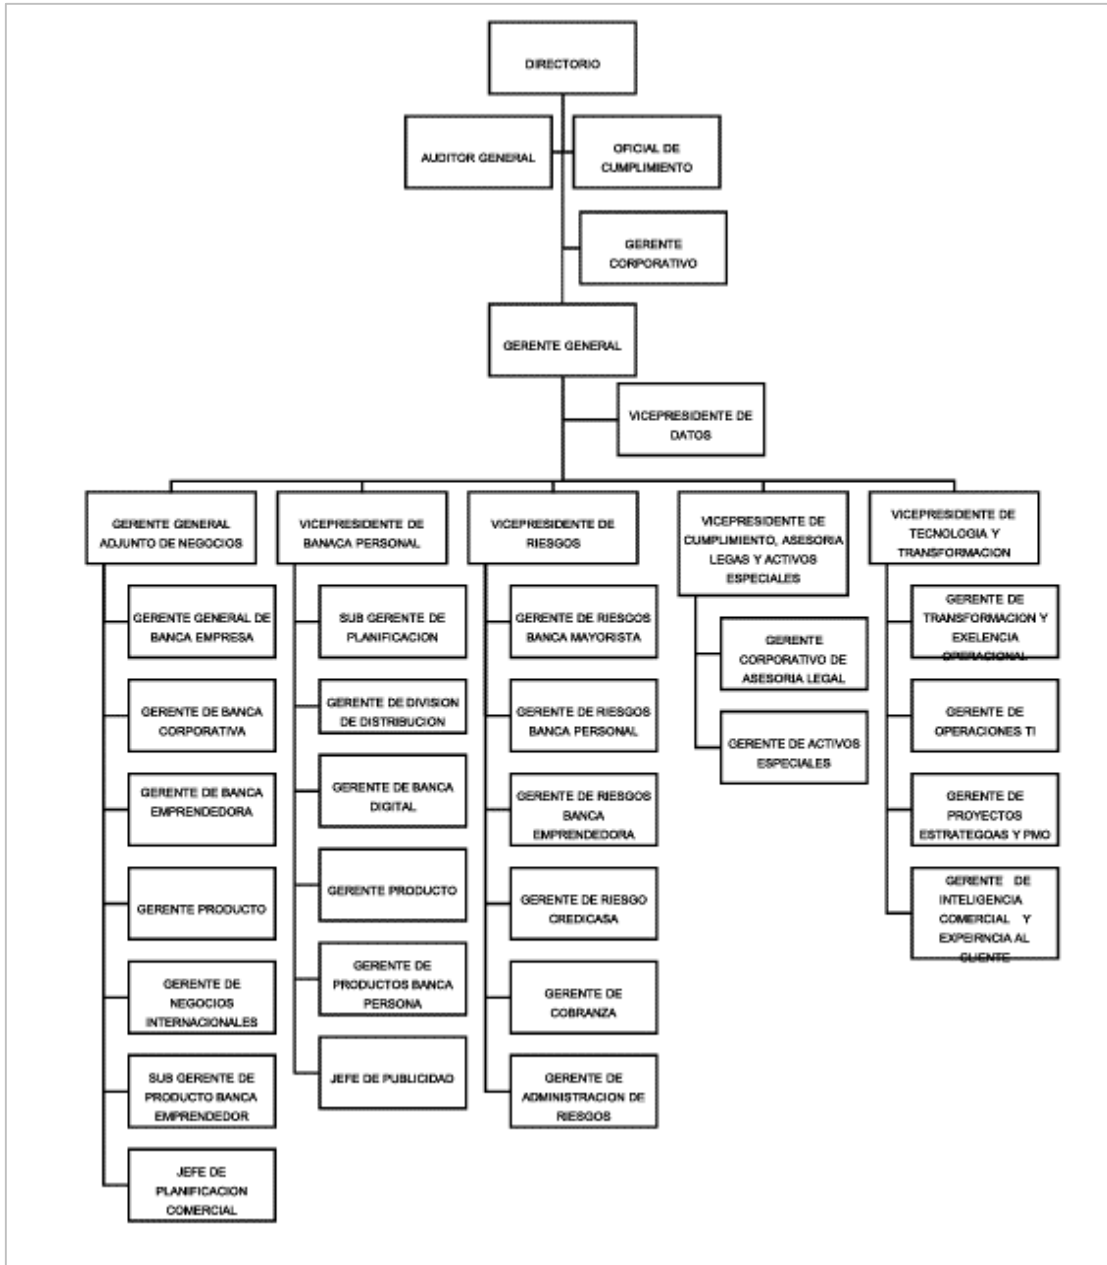 DIRECTORIO
AUDITOR GENERAL
OFICIAL DE
CUMPLIMIENTO
GERENTE
CORPORATIVO
GERENTE GENERAL
VICEPRESIDENTE DE
DATOS
GERENTE GENERAL
ADJUNTO DE NEGOCIOS
GERENTE GENERAL DE
BANCA EMPRESA
GERENTE DE BANCA
CORPORATIVA
GERENTE DE BANCA
EMPRENDEDORA
GERENTE PRODUCTO
GERENTE DE
NEGOCIOS
INTERNACIONALES
SUB GERENTE DE
PRODUCTO BANCA
EMPRENDEDOR
JEFE DE
PLANIFICACION
COMERCIAL
VICEPRESIDENTE DE
BANACA PERSONAL
SUB GERENTE DE
PLANIFICACION
GERENTE DE DIVISION
DE DISTRIBUCION
GERENTE DE BANCA
DIGITAL
GERENTE PRODUCTO
GERENTE DE
PRODUCTOS BANCA
PERSONA
JEFE DE PUBLICIDAD
VICEPRESIDENTE DE
RIESGOS
GERENTE DE RIESGOS
BANCA MAYORISTA
GERENTE DE RIESGOS
BANCA PERSONAL
GERENTE DE RIESGOS
BANCA
EMPRENDEDORA
GERENTE DE RIESGO
CREDICASA
GERENTE DE
COBRANZA
GERENTE DE
ADMINISTRACION DE
RIESGOS
VICEPRESIDENTE DE
CUMPLIMIENTO, ASESORIA
LEGAS Y ACTIVOS
ESPECIALES
GERENTE
CORPORATIVO DE
ASESORIA LEGAL
GERENTE DE ACTIVOS
ESPECIALES
VICEPRESIDENTE DE
TECNOLOGIA Y
TRANSFORMACION
GERENTE DE
TRANSFORMACION Y
EXELENCIA
OPERACIONAL
GERENTE DE
OPERACIONES TI
GERENTE DE
PROYECTOS
ESTRATEGOAS Y PMO
GERENTE DE
INTELIGENCIA
COMERCIAL Y
EXPEIRNCIA AL
CLIENTE